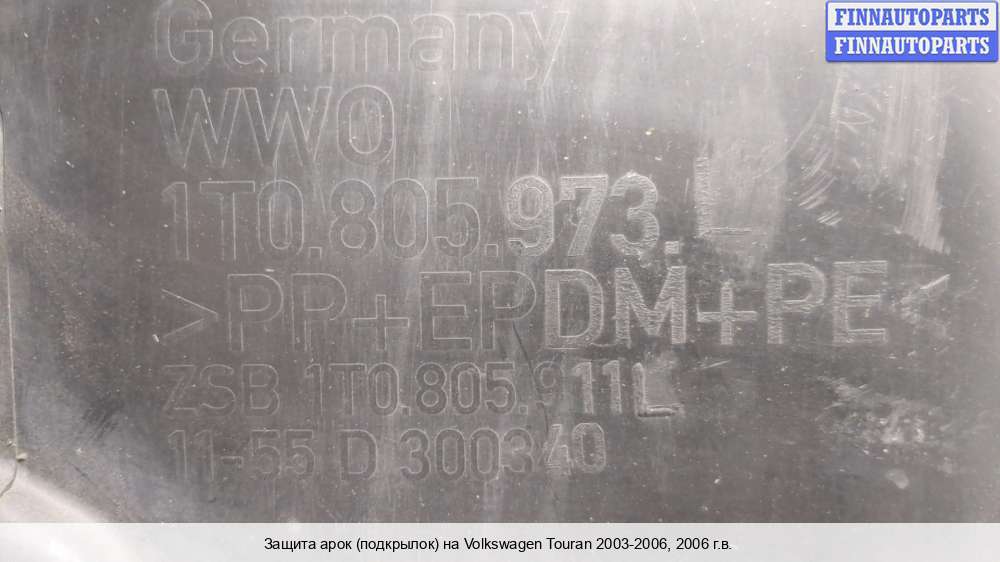 FINNAUTOPARTS
FINNAUTOPARTS
Germany
WWO
1T0.805.973.L
>PP+EPDM+PE<
ZSB 1T0.805.911L
11-55 D 300340
Защита арок (подкрылок) на Volkswagen Touran 2003-2006, 2006 г.в.